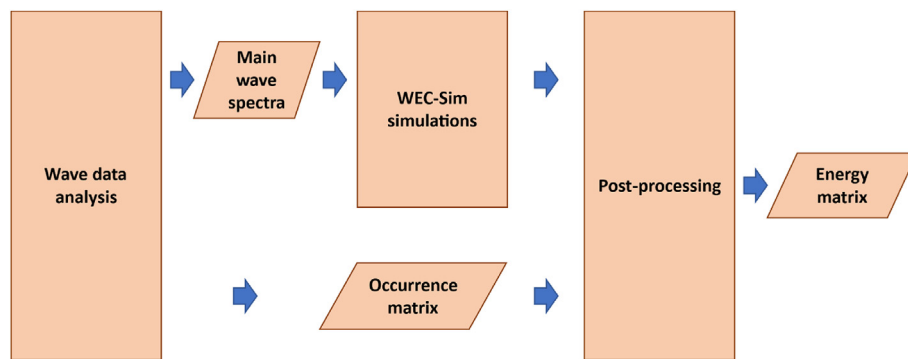 Wave data
analysis
Main
wave
spectra
WEC-Sim
simulations
Occurrence
matrix
Post-processing
Energy
matrix